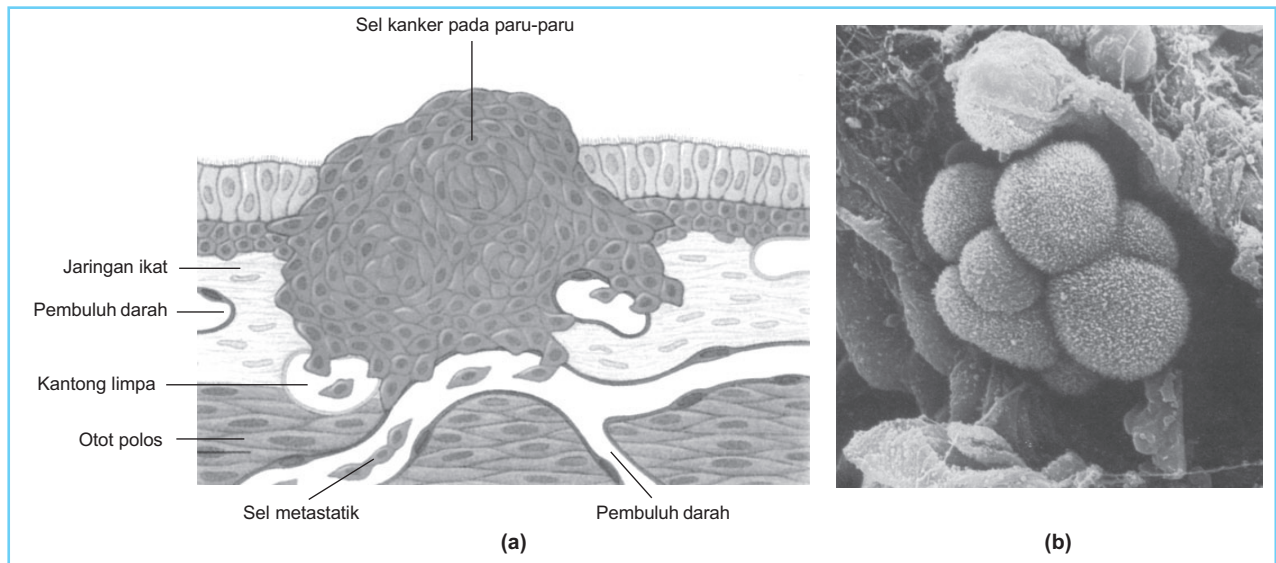 Sel kanker pada paru-paru
Jaringan ikat
Pembuluh darah
Kantong limpa
Otot polos
Sel metastatik
Pembuluh darah
(a)
(b)